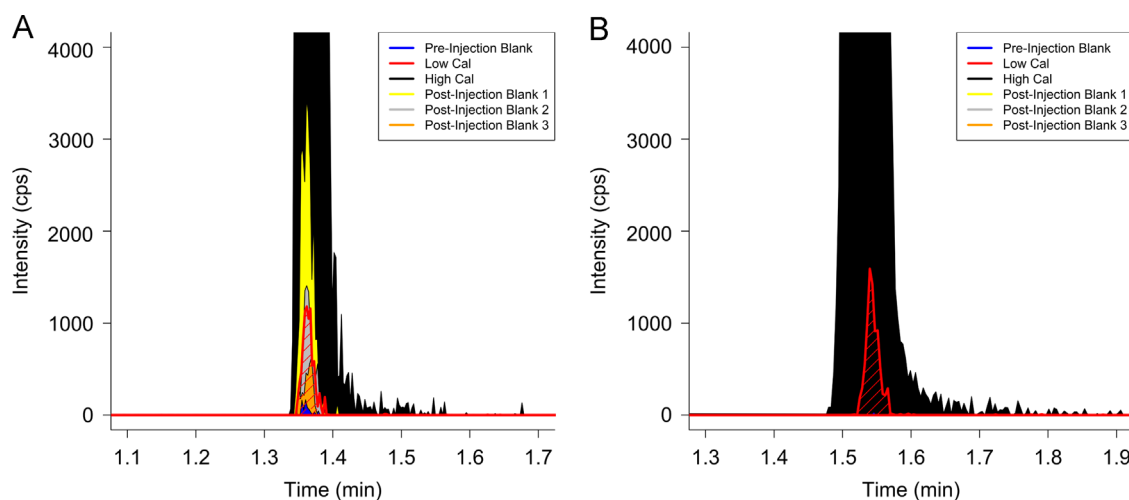 A
Intensity (cps)
4000
3000
2000
1000
0
Pre-Injection Blank
Low Cal
High Cal
Post-Injection Blank 1
Post-Injection Blank 2
Post-Injection Blank 3
1.1 1.2 1.3 1.4 1.5 1.6 1.7
Time (min)
B
Intensity (cps)
4000
3000
2000
1000
0
Pre-Injection Blank
Low Cal
High Cal
Post-Injection Blank 1
Post-Injection Blank 2
Post-Injection Blank 3
1.3 1.4 1.5 1.6 1.7 1.8 1.9
Time (min)